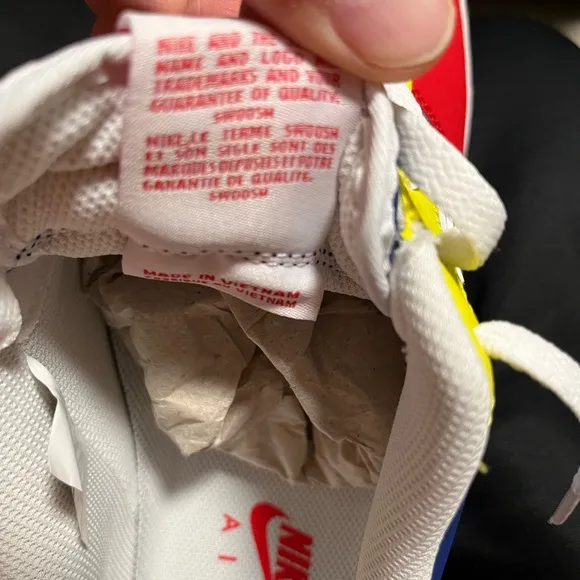 NIKE AND THE
NAME AND LOGO
TRADEMARKS AND YOUR
GUARANTEE OF QUALITY.
SWOOSH
NIKE, LE TERME SWOOSH
ET SON SIGLE SONT DES
MARQUES DEPOSEES ET VOTRE
GARANTIE DE QUALITE.
SWOOSH
MADE IN VIETNAM
VIETNAM
NIKE
AI